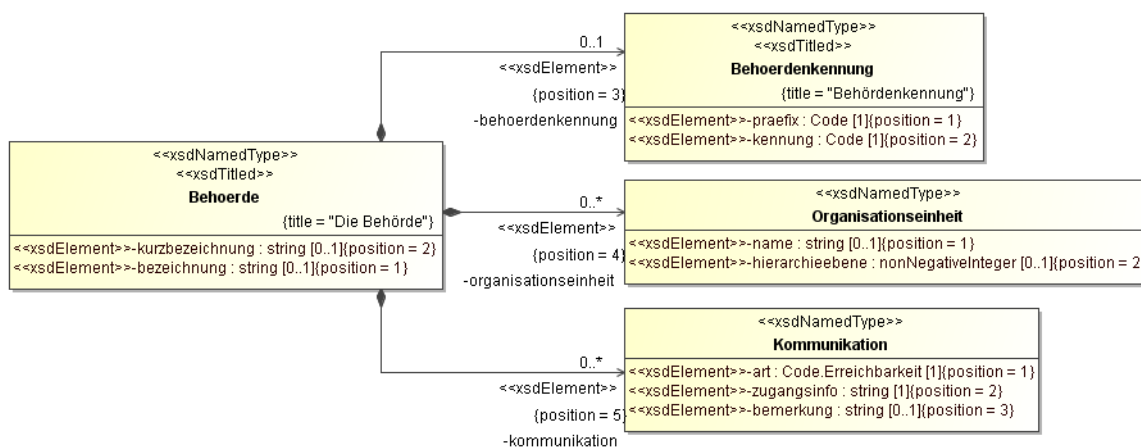 <<xsdNamedType>>
<<xsdTitled>>
Behoerdenkennung
{title = "Behördenkennung"}
<<xsdElement>>-praefix : Code [1]{position = 1}
<<xsdElement>>-kennung : Code [1]{position = 2}
0..1
<<xsdElement>>
{position = 3}
-behoerdenkennung
<<xsdNamedType>>
<<xsdTitled>>
Behoerde
{title = "Die Behörde"}
<<xsdElement>>-kurzbezeichnung : string [0..1]{position = 2}
<<xsdElement>>-bezeichnung : string [0..1]{position = 1}
0..*
<<xsdElement>>
{position = 4}
-organisationseinheit
<<xsdNamedType>>
Organisationseinheit
<<xsdElement>>-name : string [0..1]{position = 1}
<<xsdElement>>-hierarchieebene : nonNegativeInteger [0..1]{position = 2
0..*
<<xsdElement>>
{position = 5}
-kommunikation
<<xsdNamedType>>
Kommunikation
<<xsdElement>>-art : Code.Erreichbarkeit [1]{position = 1}
<<xsdElement>>-zugangsinfo : string [1]{position = 2}
<<xsdElement>>-bemerkung : string [0..1]{position = 3}